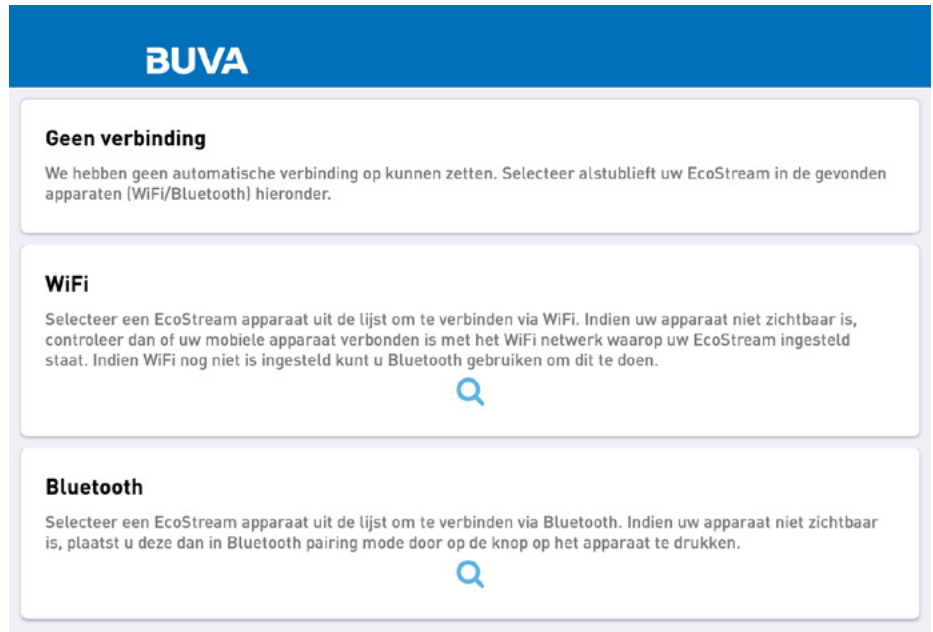 BUVA
Geen verbinding
We hebben geen automatische verbinding op kunnen zetten. Selecteer alstublieft uw EcoStream in de gevonden
apparaten (WiFi/Bluetooth) hieronder.
WiFi
Selecteer een EcoStream apparaat uit de lijst om te verbinden via WiFi. Indien uw apparaat niet zichtbaar is,
controleer dan of uw mobiele apparaat verbonden is met het WiFi netwerk waarop uw EcoStream ingesteld
staat. Indien WiFi nog niet is ingesteld kunt u Bluetooth gebruiken om dit te doen.
Bluetooth
Selecteer een EcoStream apparaat uit de lijst om te verbinden via Bluetooth. Indien uw apparaat niet zichtbaar
is, plaatst u deze dan in Bluetooth pairing mode door op de knop op het apparaat te drukken.